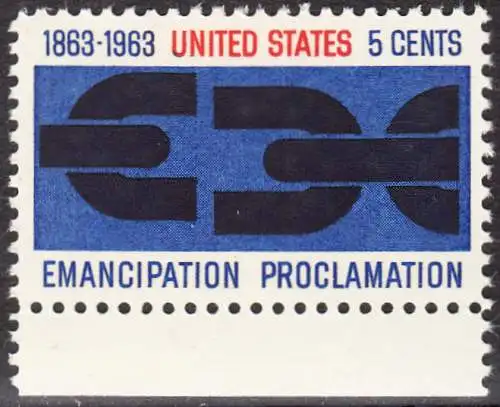 1863-1963 UNITED STATES 5 CENTS
EMANCIPATION PROCLAMATION